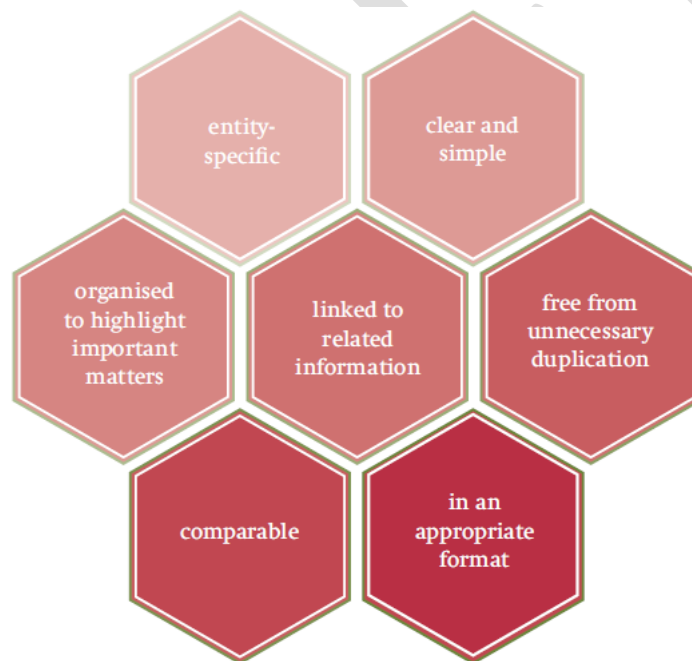 entity-
specific
clear and
simple
organised
to highlight
important
matters
linked to
related
information
free from
unnecessary
duplication
comparable
in an
appropriate
format